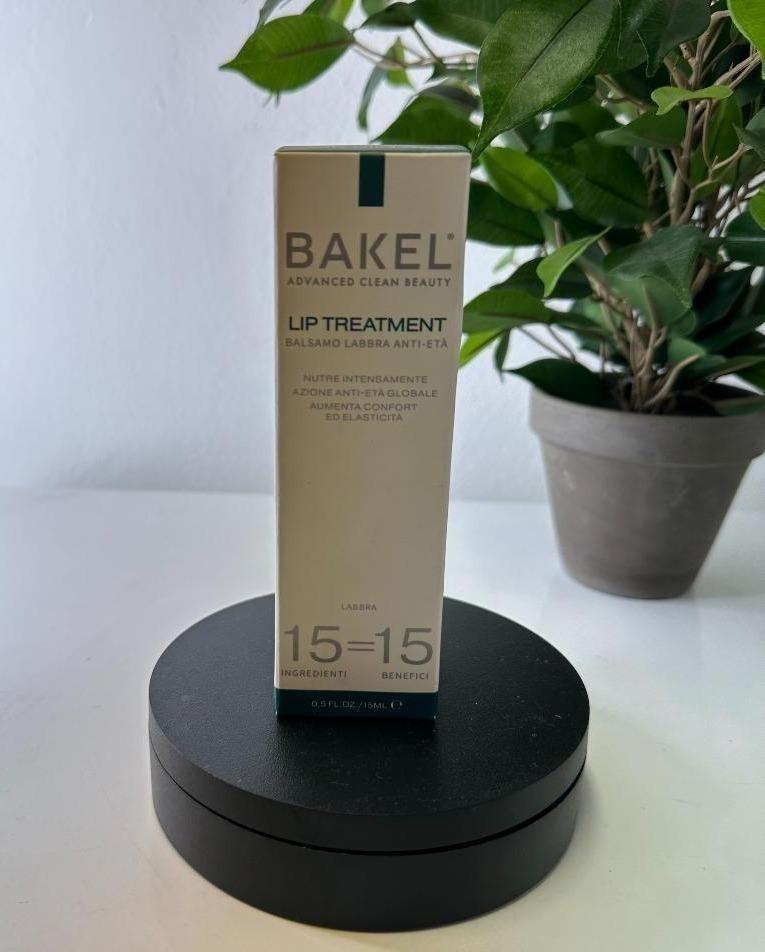 BAKEL®
ADVANCED CLEAN BEAUTY
LIP TREATMENT
BALSAMO LABBRA ANTI-ETÀ
NUTRE INTENSAMENTE
AZIONE ANTI-ETÀ GLOBALE
AUMENTA CONFORT
ED ELASTICITÀ
LABBRA
15=15
INGREDIENTI BENEFICI
0,5 FL.OZ./15ML ℮